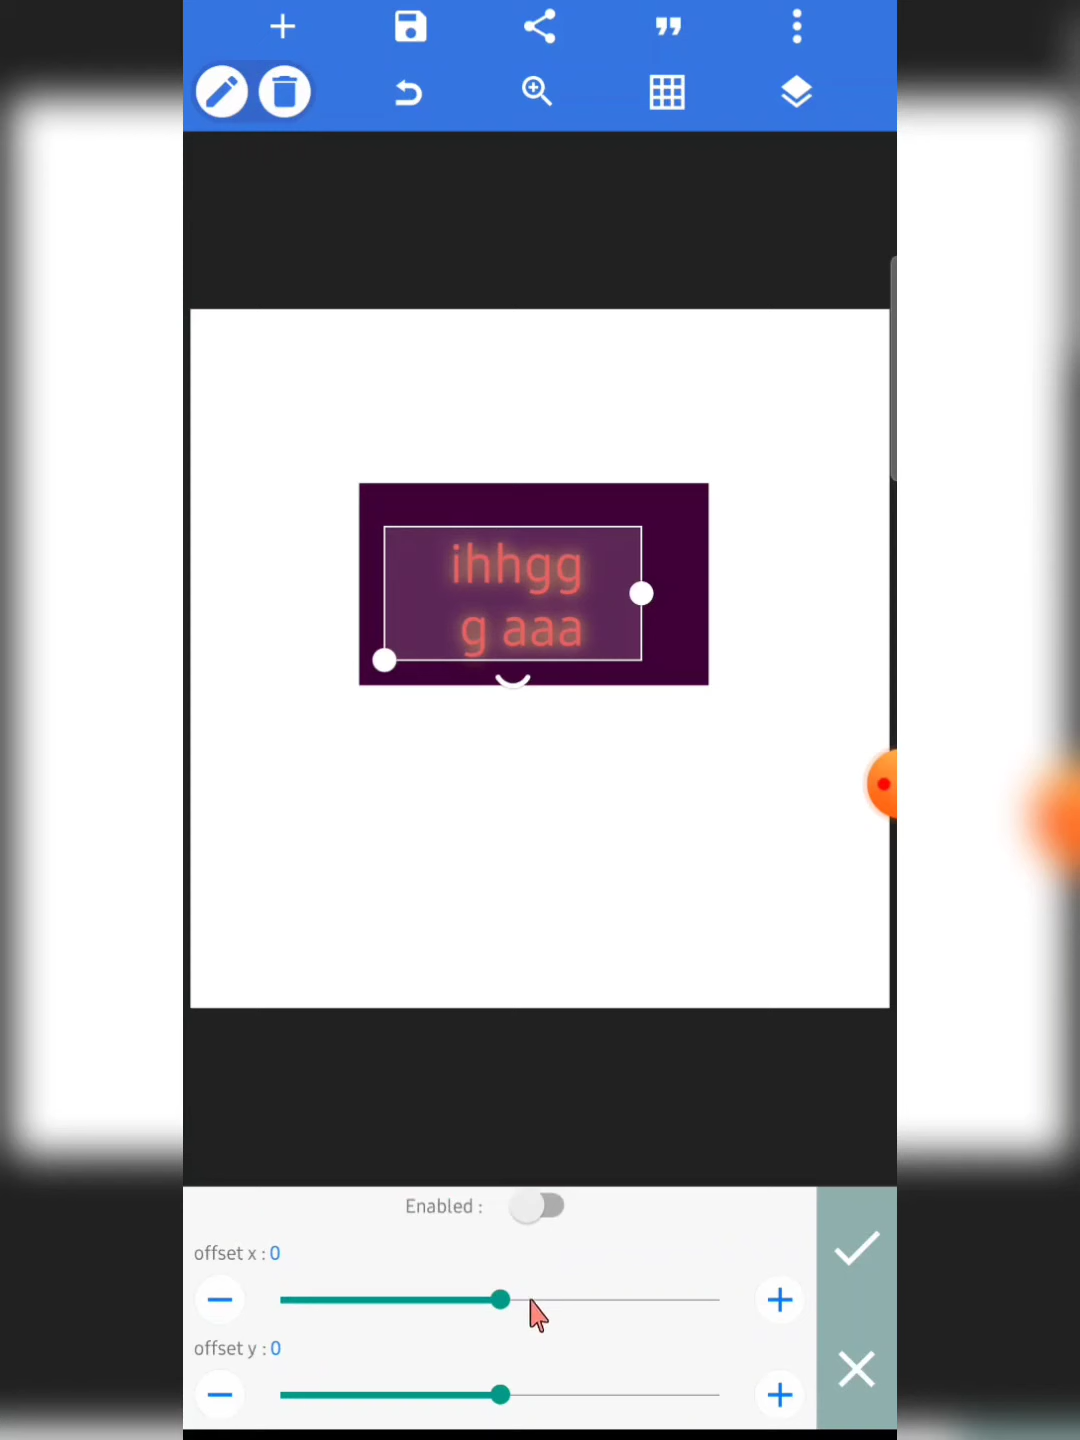 ihhgg
g aaa
Enabled :
offset x : 0
offset y : 0